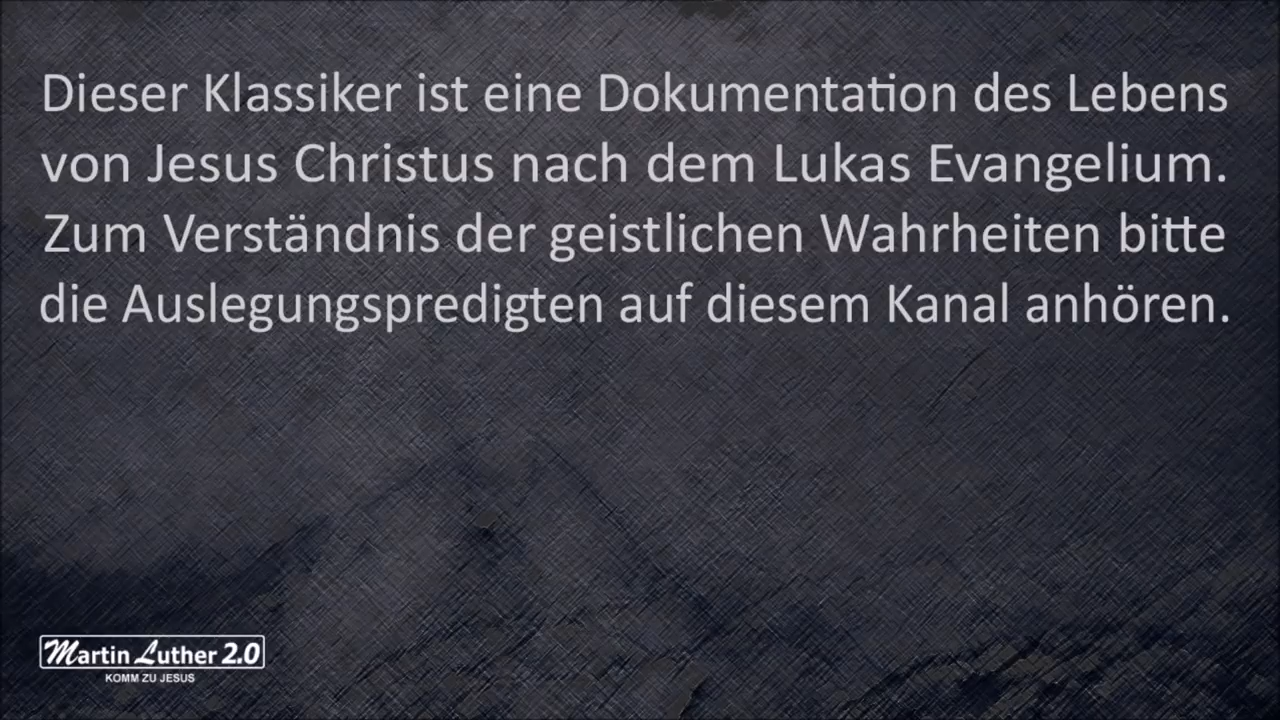 Dieser Klassiker ist eine Dokumentation des Lebens
von Jesus Christus nach dem Lukas Evangelium.
Zum Verständnis der geistlichen Wahrheiten bitte
die Auslegungspredigten auf diesem Kanal anhören.
Martin Luther 2.0
KOMM ZU JESUS